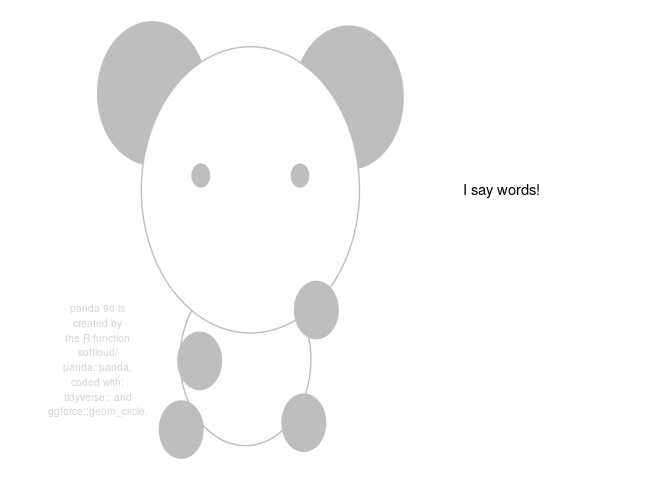 I say words!
panda 90 is
created by
the R function
softloud/
panda::panda,
coded with:
tidyverse:: and
ggforce::geom_circle.